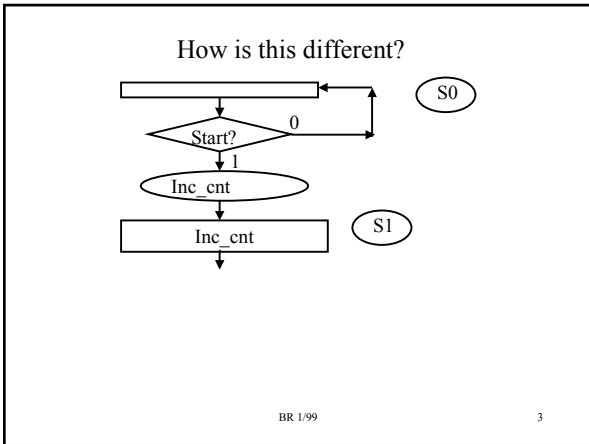 How is this different?
S0
Start?
0
1
Inc_cnt
Inc_cnt
S1
BR 1/99
3